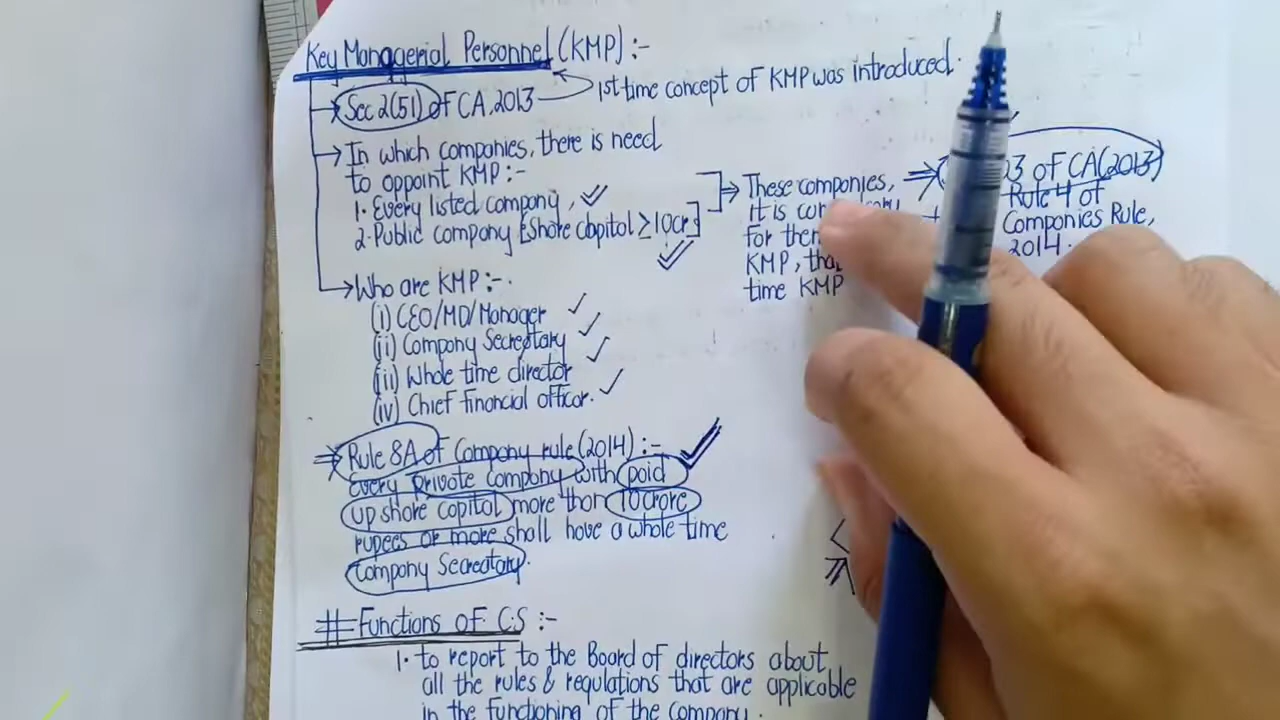 Key Managerial Personnel (KMP) :-
Sec 2(51) of CA, 2013
1st time concept of KMP was introduced.
In which companies, there is need
to appoint KMP :-
1. Every listed company,
2. Public company [Share capital ≥ 10cr.]
These companies,
it is
for
KMP,
time KMP
of CA(2013)
Rule 4 of
Companies Rule,
2014.
Who are KMP :-
(i) CEO/MD/Manager
(ii) Company Secreatary
(iii) Whole time director
(iv) Chief financial officer.
Rule 8A of Company rule (2014) :-
Every private company with paid
up share capital more than 10 crore
rupees or more shall have a whole time
Company Secreatary.
# Functions of C.S :-
1. to report to the Board of directors about
all the rules & regulations that are applicable
in the functioning of the company.